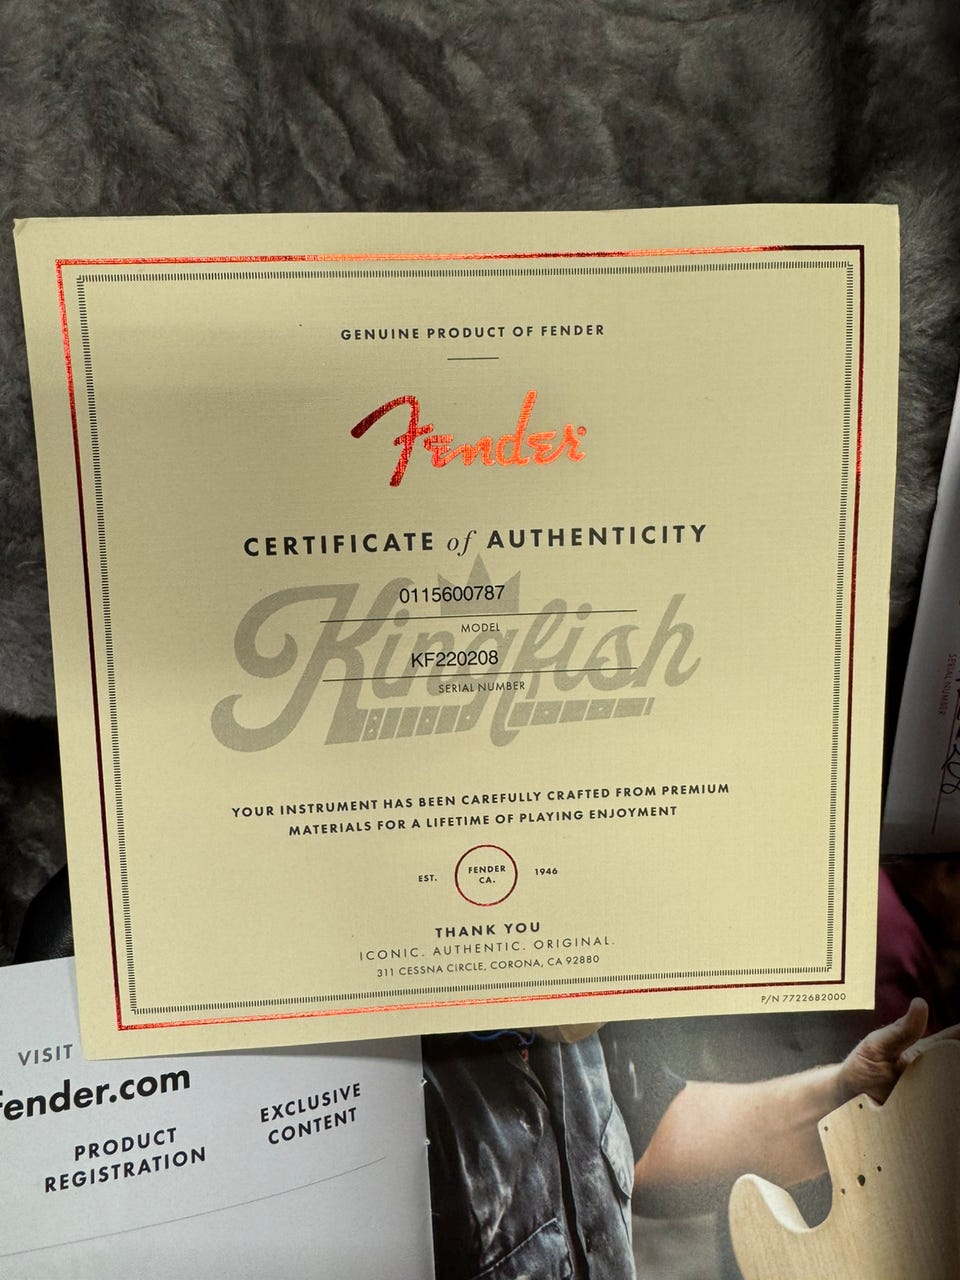 GENUINE PRODUCT OF FENDER
Fender
CERTIFICATE of AUTHENTICITY
Kingfish
0115600787
MODEL
KF220208
SERIAL NUMBER
YOUR INSTRUMENT HAS BEEN CAREFULLY CRAFTED FROM PREMIUM
MATERIALS FOR A LIFETIME OF PLAYING ENJOYMENT
EST. FENDER CA. 1946
THANK YOU
ICONIC. AUTHENTIC. ORIGINAL.
311 CESSNA CIRCLE, CORONA, CA 92880
P/N 7722682000
SERIAL NUMBER
VISIT
fender.com
PRODUCT
REGISTRATION
EXCLUSIVE
CONTENT